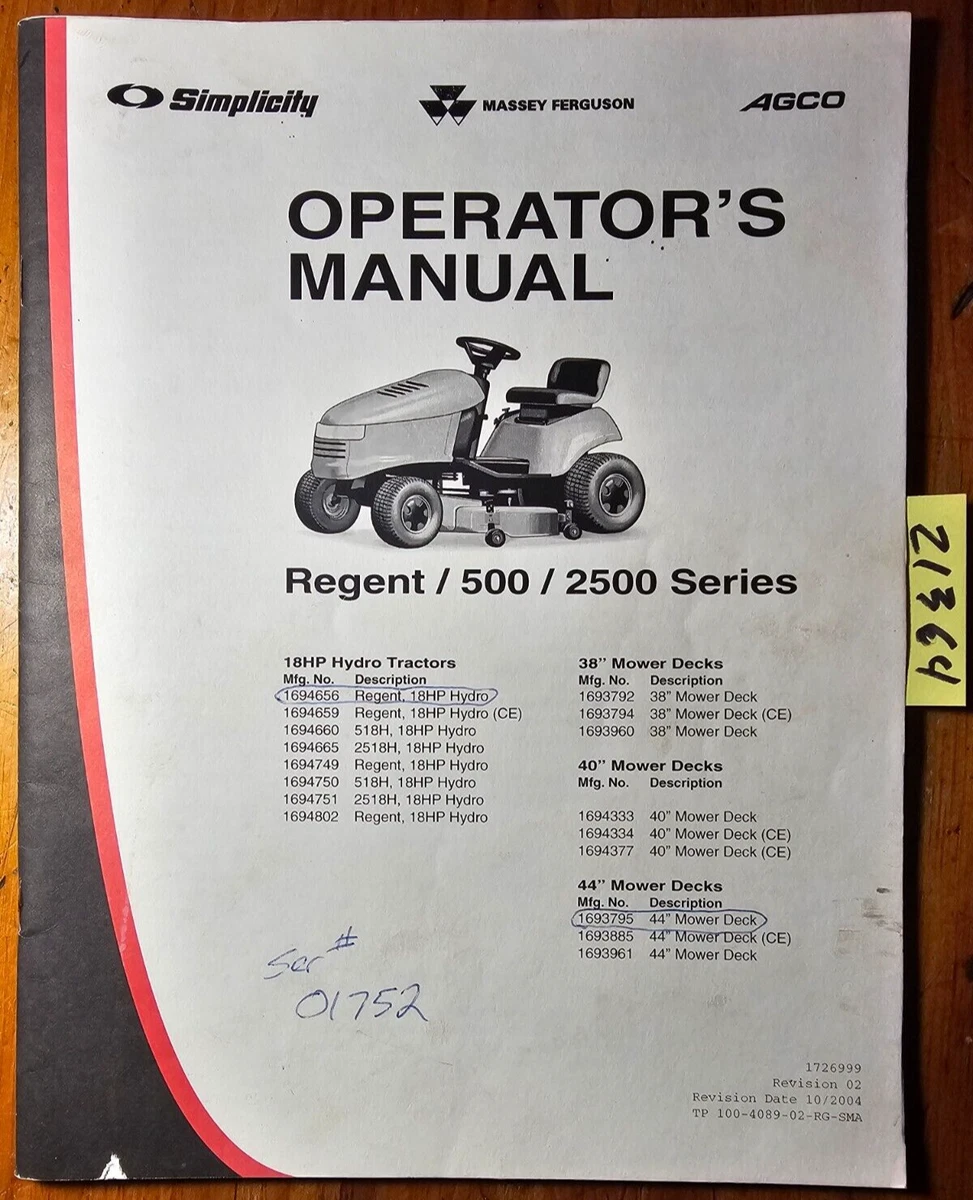 Simplicity
MASSEY FERGUSON
AGCO
OPERATOR'S
MANUAL
Regent / 500 / 2500 Series
18HP Hydro Tractors
Mfg. No. Description
1694656 Regent, 18HP Hydro
1694659 Regent, 18HP Hydro (CE)
1694660 518H, 18HP Hydro
1694665 2518H, 18HP Hydro
1694749 Regent, 18HP Hydro
1694750 518H, 18HP Hydro
1694751 2518H, 18HP Hydro
1694802 Regent, 18HP Hydro
38” Mower Decks
Mfg. No. Description
1693792 38” Mower Deck
1693794 38” Mower Deck (CE)
1693960 38” Mower Deck
40” Mower Decks
Mfg. No. Description
1694333 40” Mower Deck
1694334 40” Mower Deck (CE)
1694377 40” Mower Deck (CE)
44” Mower Decks
Mfg. No. Description
1693795 44” Mower Deck
1693885 44” Mower Deck (CE)
1693961 44” Mower Deck
Ser #
01752
1726999
Revision 02
Revision Date 10/2004
TP 100-4089-02-RG-SMA
21364